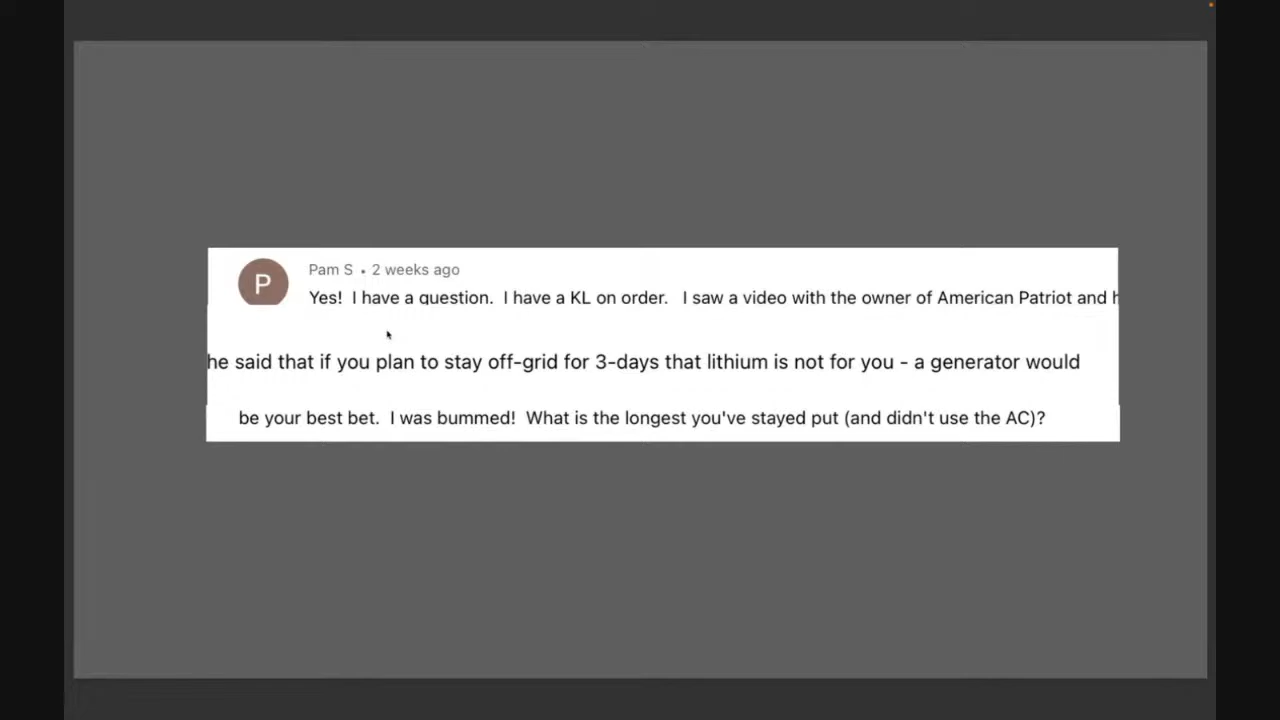 P
Pam S • 2 weeks ago
Yes! I have a question. I have a KL on order. I saw a video with the owner of American Patriot and h
he said that if you plan to stay off-grid for 3-days that lithium is not for you - a generator would
be your best bet. I was bummed! What is the longest you've stayed put (and didn't use the AC)?